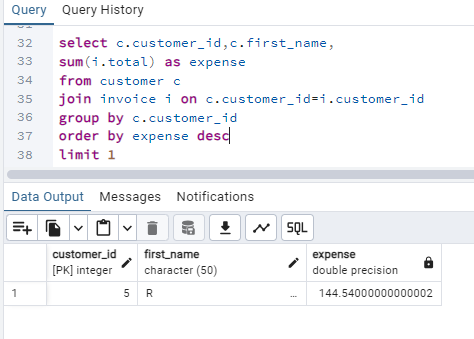 Query Query History
32 select c.customer_id,c.first_name,
33 sum(i.total) as expense
34 from customer c
35 join invoice i on c.customer_id=i.customer_id
36 group by c.customer_id
37 order by expense desc
38 limit 1
Data Output Messages Notifications
SQL
customer_id first_name expense
[PK] integer character (50) double precision
1 5 R ... 144.54000000000002